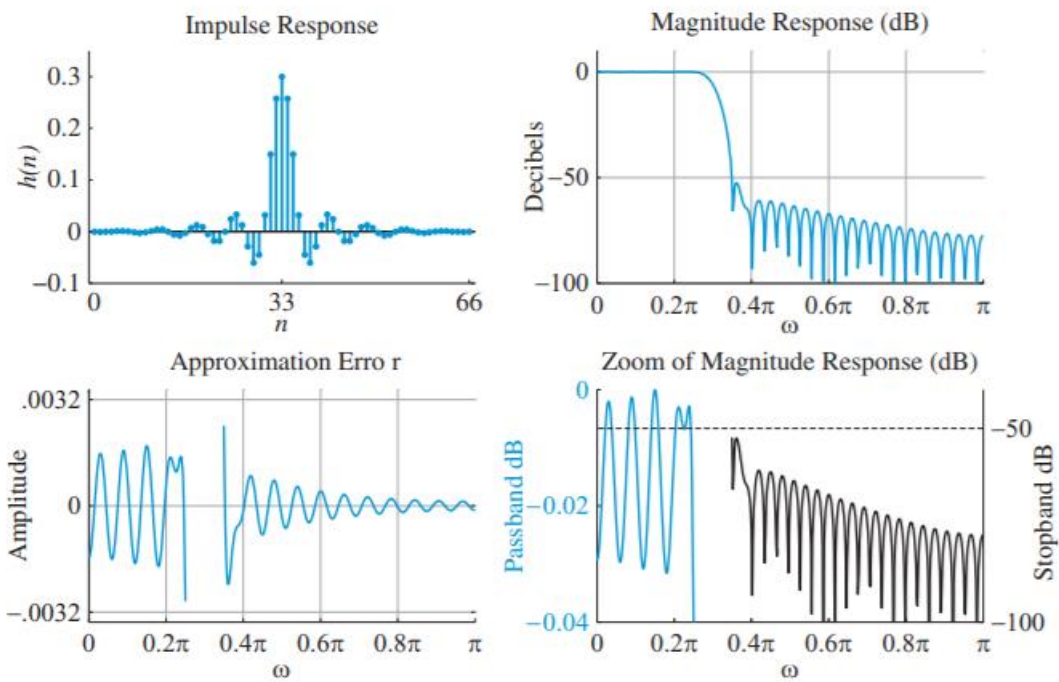 Impulse Response
0.3
0.2
0.1
0
−0.1
h(n)
0 33 66
n
Magnitude Response (dB)
0
−50
−100
Decibels
0 0.2π 0.4π 0.6π 0.8π π
ω
Approximation Erro r
.0032
0
−.0032
Amplitude
0 0.2π 0.4π 0.6π 0.8π π
ω
Zoom of Magnitude Response (dB)
0
−0.02
−0.04
Passband dB
−50
−100
Stopband dB
0 0.2π 0.4π 0.6π 0.8π π
ω